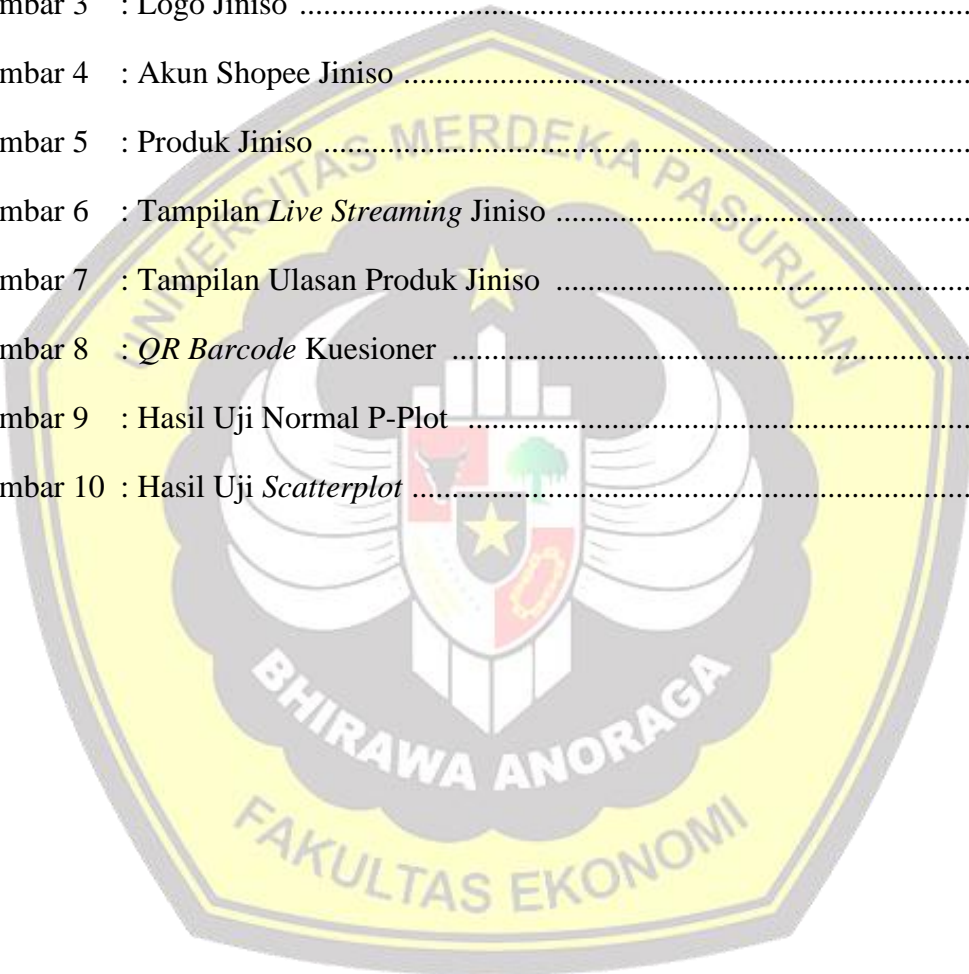 mbar 3 : Logo Jiniso ....................................................................................
mbar 4 : Akun Shopee Jiniso .......................................................................
mbar 5 : Produk Jiniso .................................................................................
mbar 6 : Tampilan Live Streaming Jiniso ....................................................
mbar 7 : Tampilan Ulasan Produk Jiniso ....................................................
mbar 8 : QR Barcode Kuesioner .................................................................
mbar 9 : Hasil Uji Normal P-Plot ...............................................................
mbar 10 : Hasil Uji Scatterplot ......................................................................
UNIVERSITAS MERDEKA PASURUAN
BHIRAWA ANORAGA
FAKULTAS EKONOMI